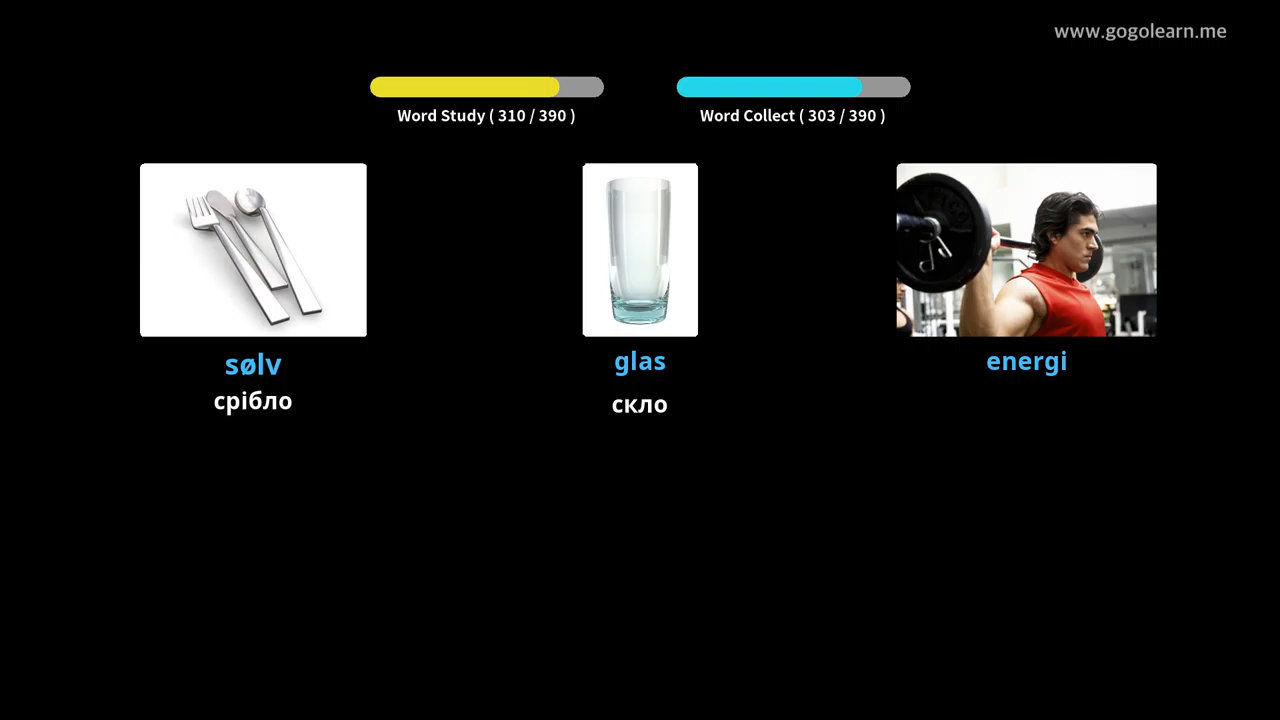 www.gogolearn.me
Word Study ( 310 / 390 )
Word Collect ( 303 / 390 )
sølv
срібло
glas
скло
energi